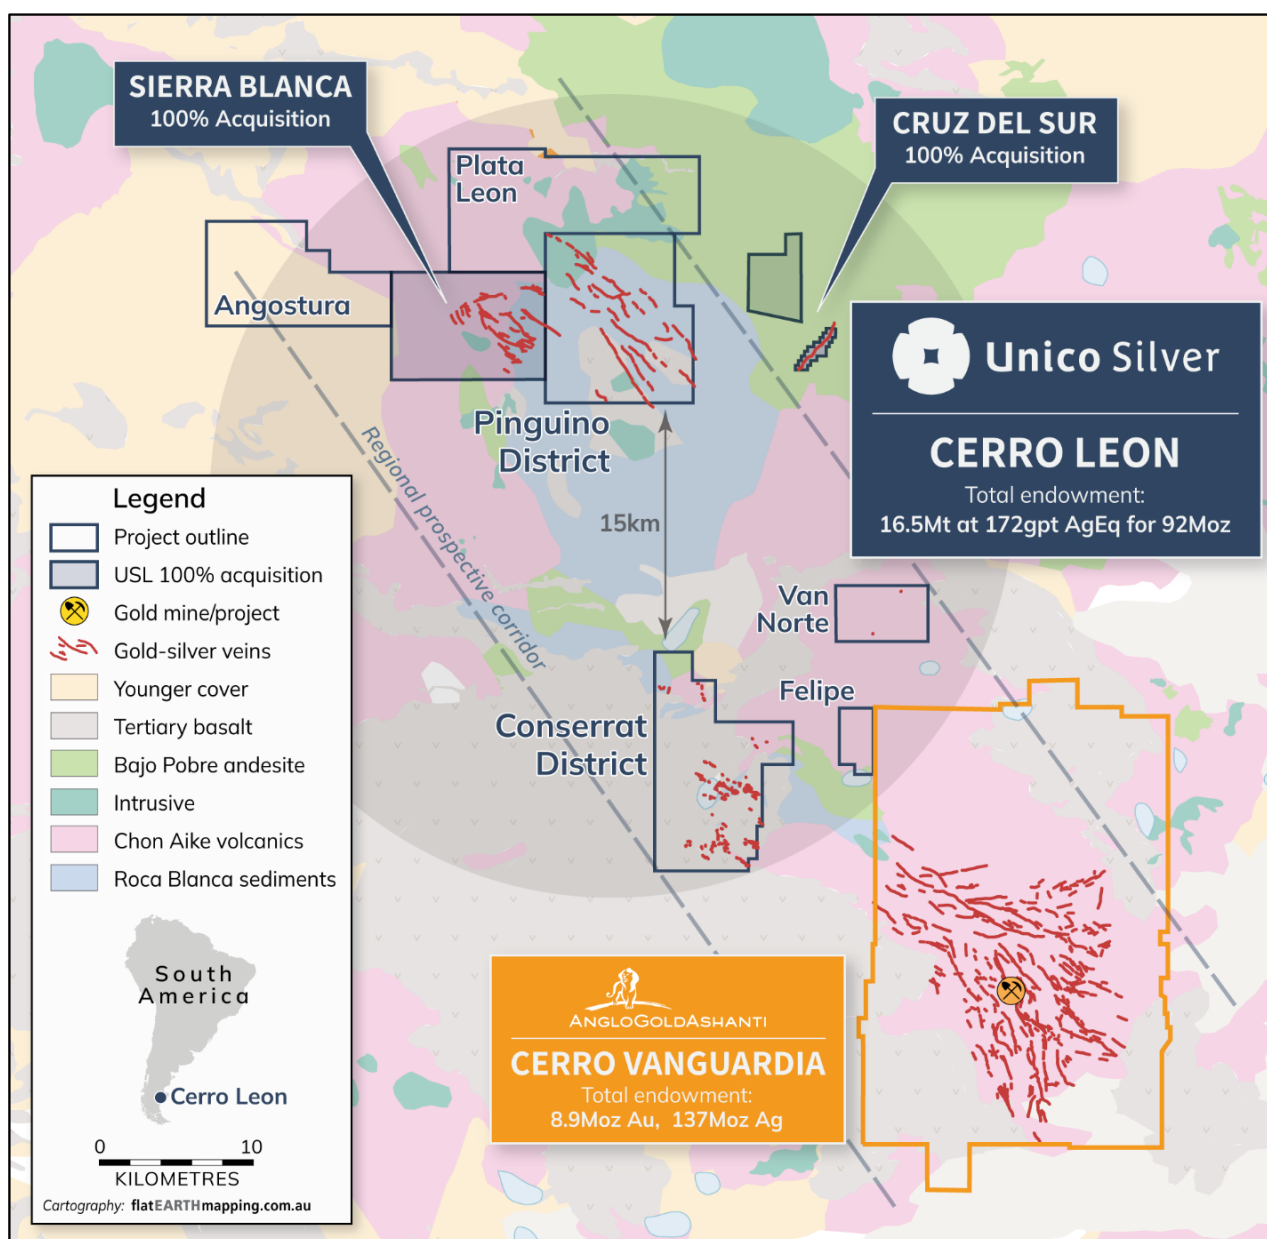 SIERRA BLANCA
100% Acquisition
CRUZ DEL SUR
100% Acquisition
Plata
Leon
Angostura
Pinguino
District
Regional prospective corridor
15km
Unico Silver
CERRO LEON
Total endowment:
16.5Mt at 172gpt AgEq for 92Moz
Van
Norte
Felipe
Conserrat
District
ANGLOGOLDASHANTI
CERRO VANGUARDIA
Total endowment:
8.9Moz Au, 137Moz Ag
Legend
Project outline
USL 100% acquisition
Gold mine/project
Gold-silver veins
Younger cover
Tertiary basalt
Bajo Pobre andesite
Intrusive
Chon Aike volcanics
Roca Blanca sediments
South
America
Cerro Leon
0 10
KILOMETRES
Cartography: flatEARTHmapping.com.au